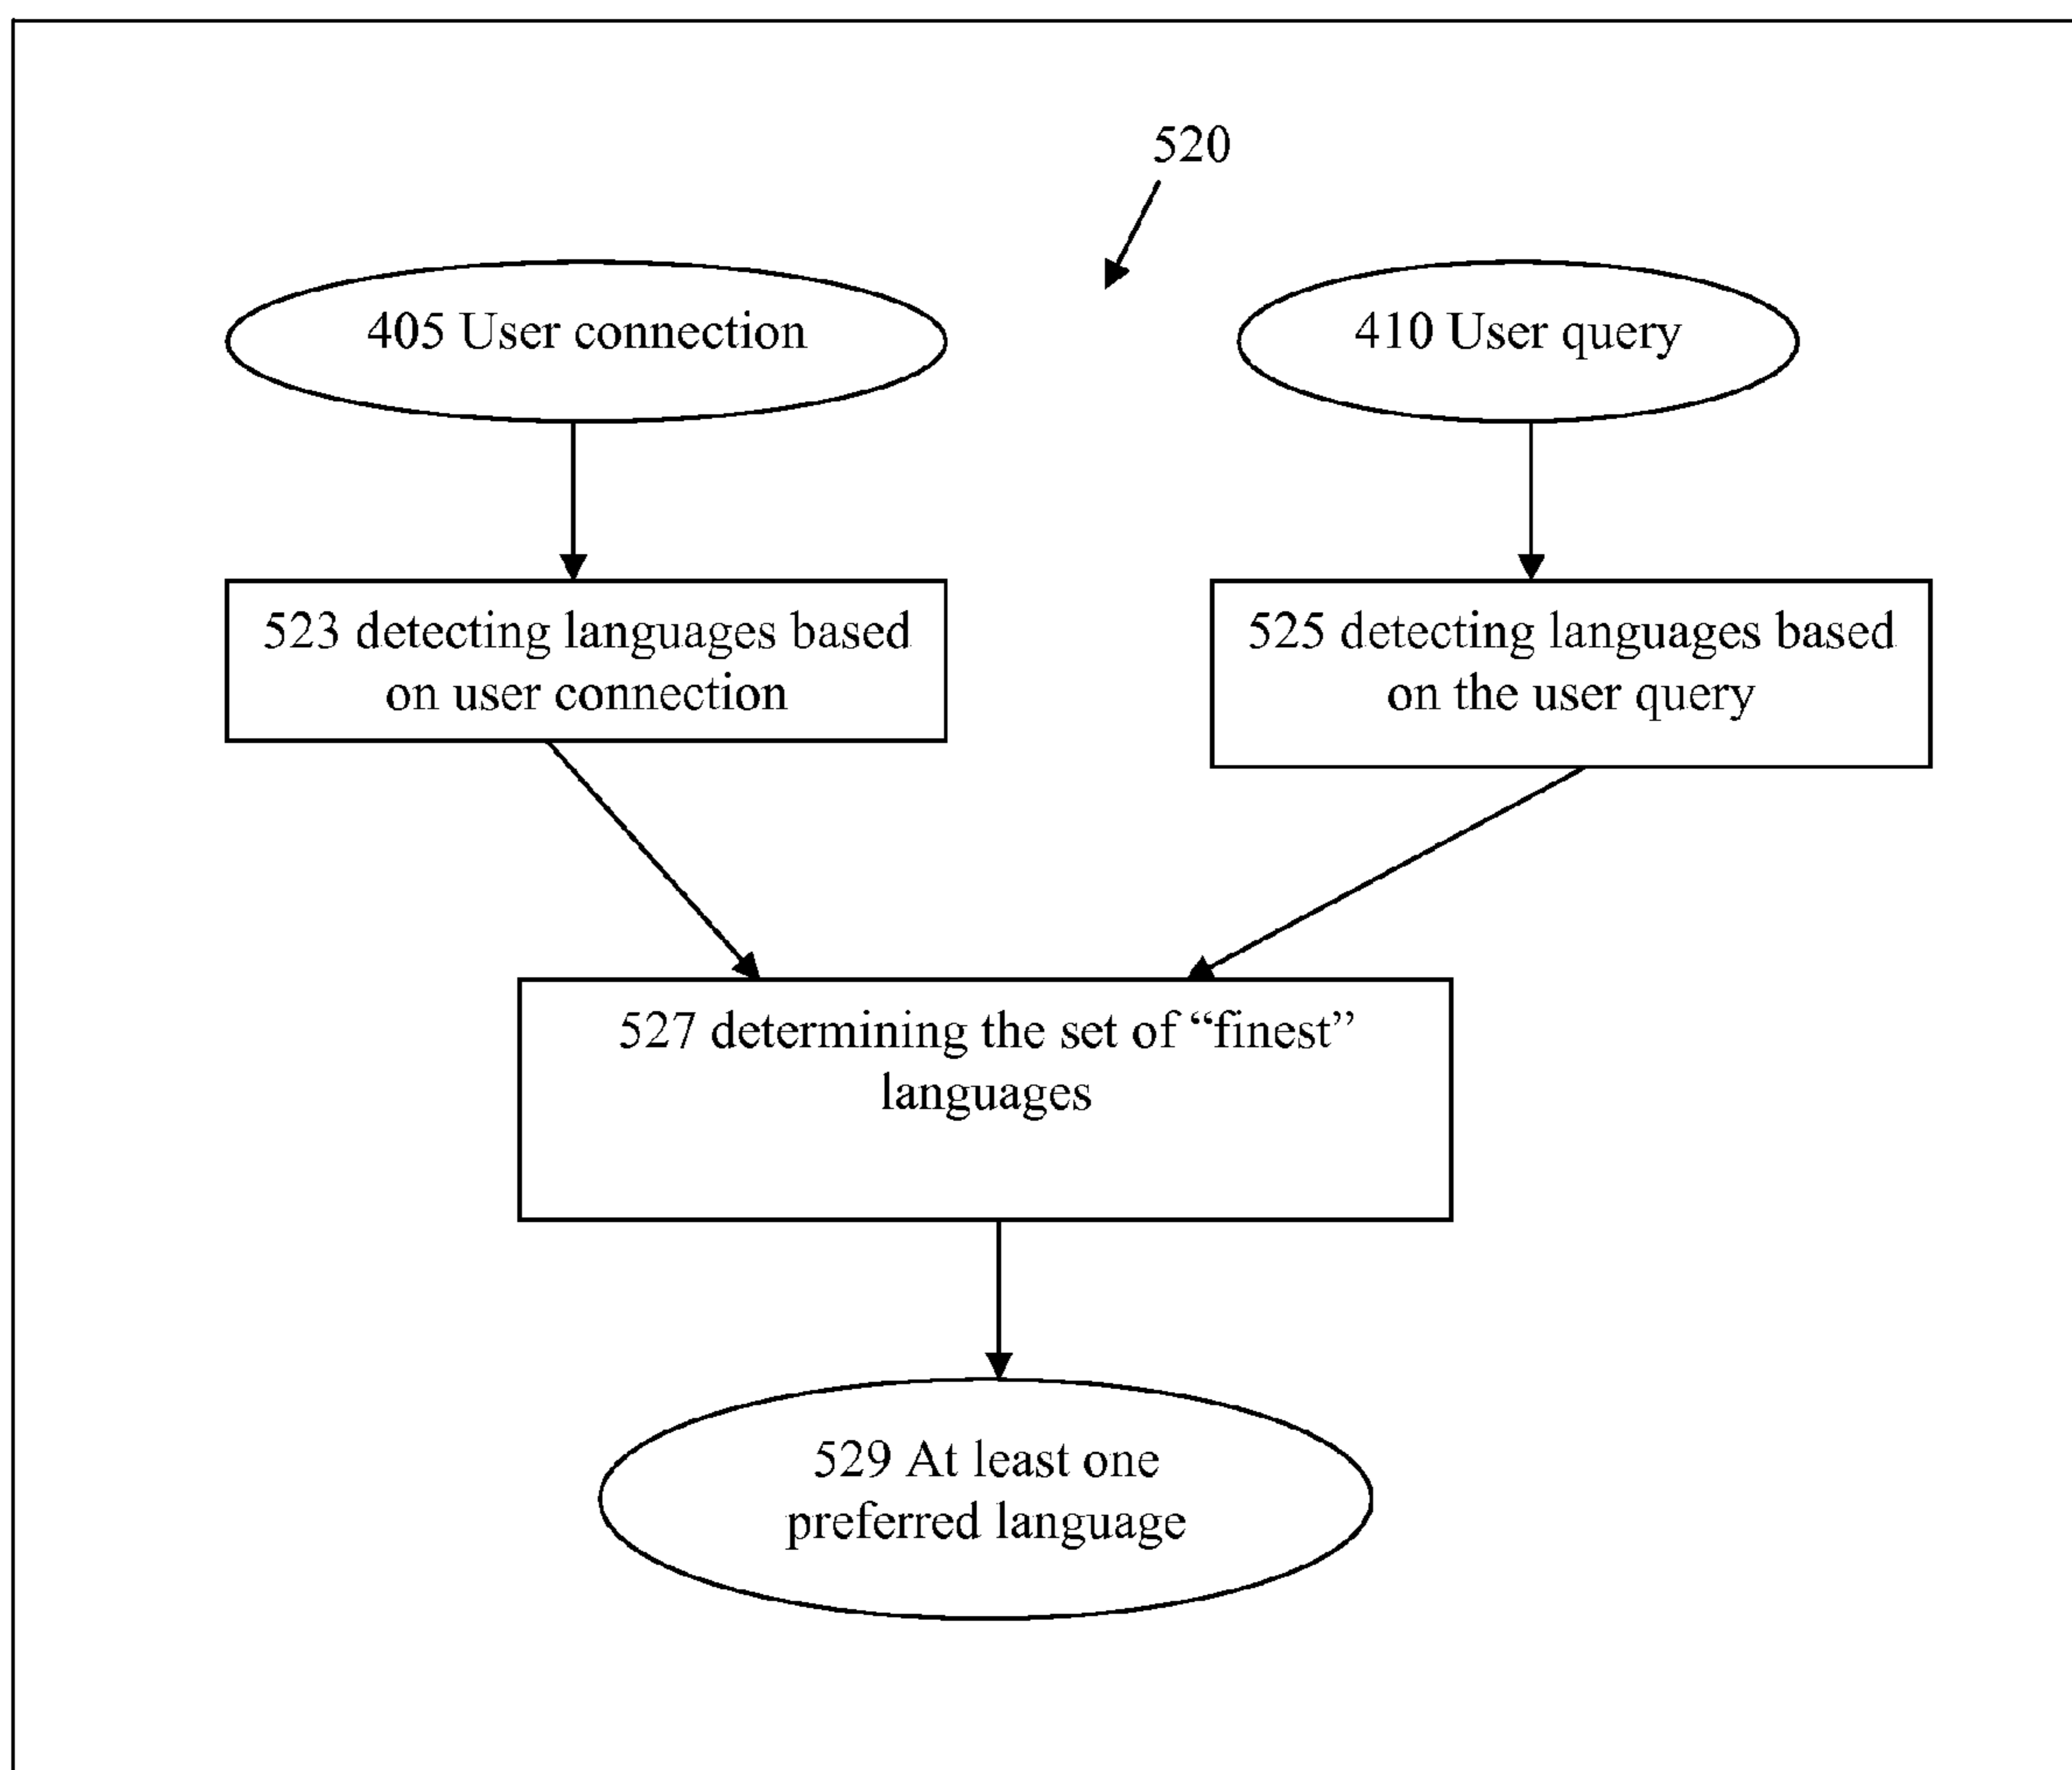 520
405 User connection
410 User query
523 detecting languages based
on user connection
525 detecting languages based
on the user query
527 determining the set of “finest”
languages
529 At least one
preferred language